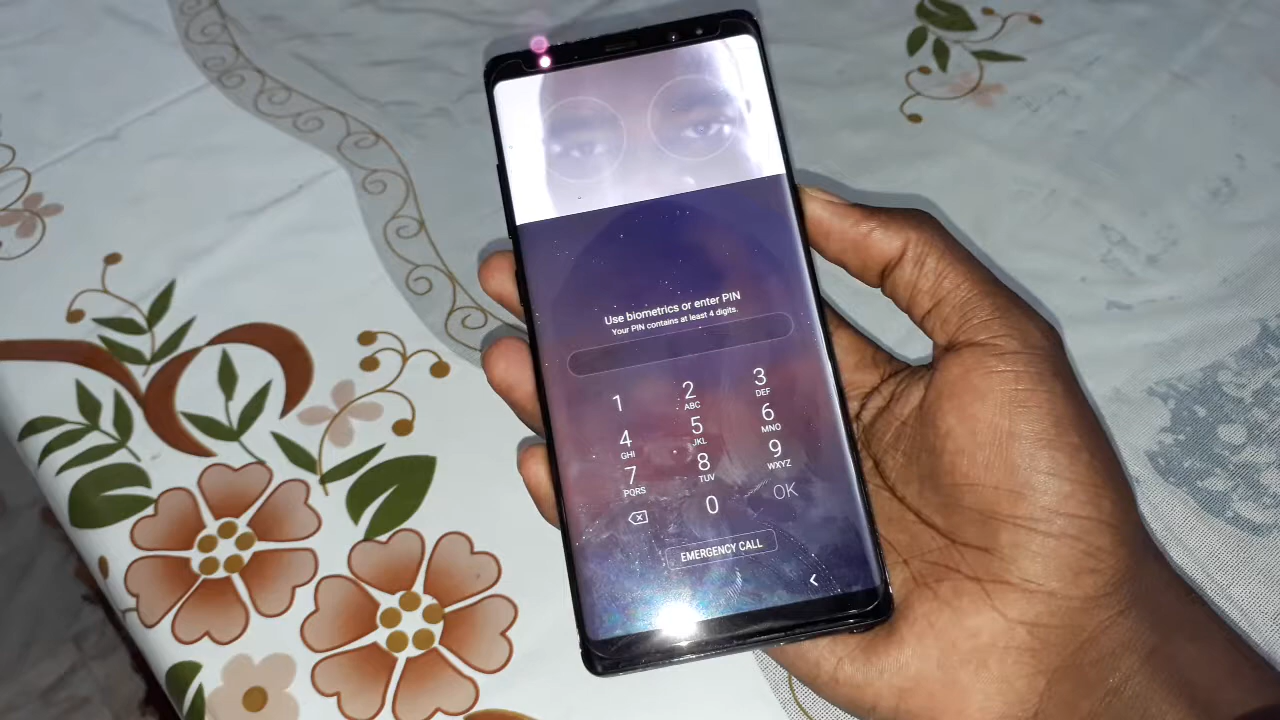 Use biometrics or enter PIN
Your PIN contains at least 4 digits.
1 2 3
ABC DEF
4 5 6
GHI JKL MNO
7 8 9
PQRS TUV WXYZ
0 OK
EMERGENCY CALL